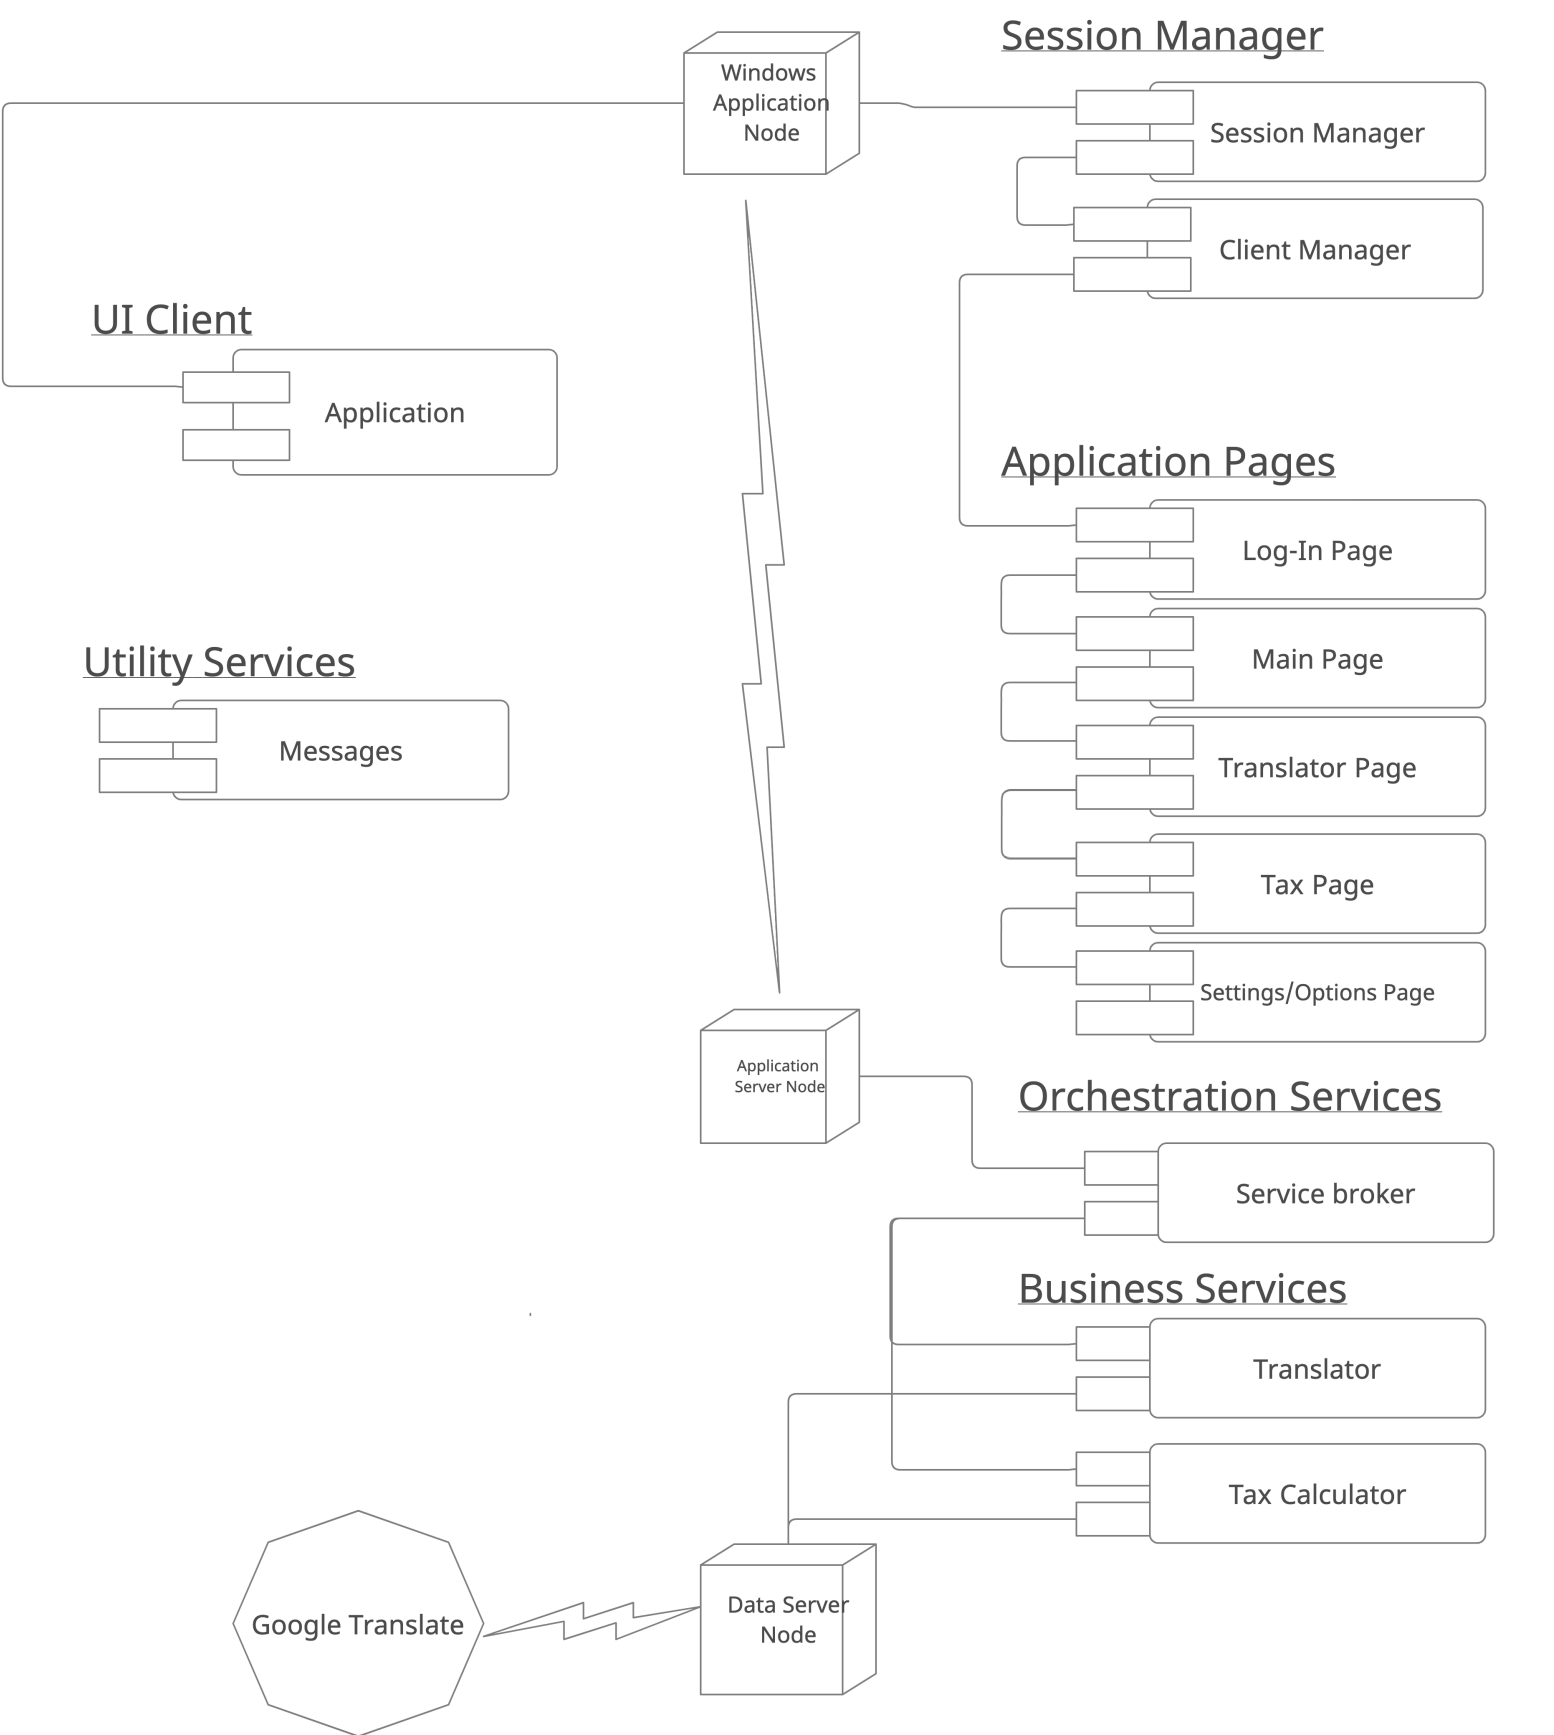 Session Manager
Windows
Application
Node
Session Manager
Client Manager
UI Client
Application
Application Pages
Log-In Page
Main Page
Utility Services
Messages
Translator Page
Tax Page
Settings/Options Page
Application
Server Node
Orchestration Services
Service broker
Business Services
Translator
Tax Calculator
Google Translate
Data Server
Node